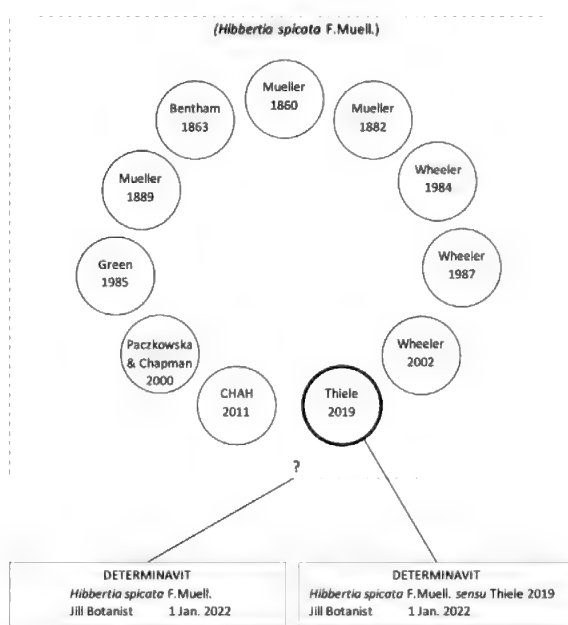 (Hibbertia spicata F.Muell.)
Mueller
1860
Bentham
1863
Mueller
1882
Mueller
1889
Wheeler
1984
Green
1985
Wheeler
1987
Paczkowska
& Chapman
2000
Wheeler
2002
CHAH
2011
Thiele
2019
?
DETERMINAVIT
Hibbertia spicata F.Muell.
Jill Botanist 1 Jan. 2022
DETERMINAVIT
Hibbertia spicata F.Muell. sensu Thiele 2019
Jill Botanist 1 Jan. 2022